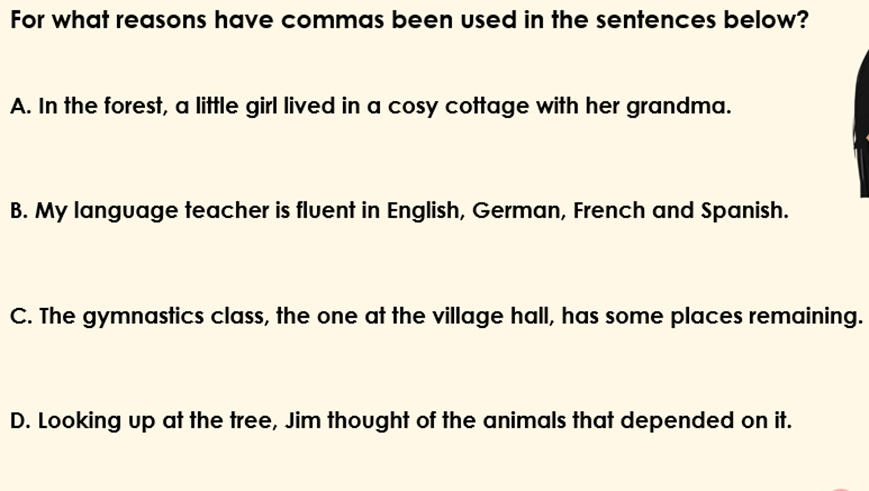 For what reasons have commas been used in the sentences below?
A. In the forest, a little girl lived in a cosy cottage with her grandma.
B. My language teacher is fluent in English, German, French and Spanish.
C. The gymnastics class, the one at the village hall, has some places remaining.
D. Looking up at the tree, Jim thought of the animals that depended on it.